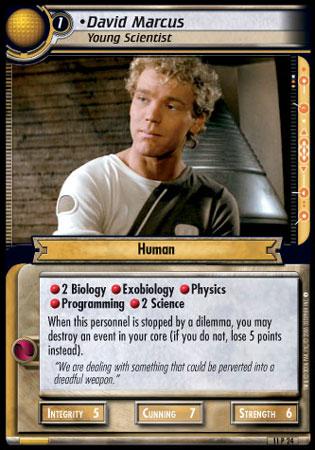 1
•David Marcus
Young Scientist
Human
2 Biology Exobiology Physics
Programming 2 Science
When this personnel is stopped by a dilemma, you may
destroy an event in your core (if you do not, lose 5 points
instead).
"We are dealing with something that could be perverted into a
dreadful weapon."
Integrity 5 Cunning 7 Strength 6
11 P 24